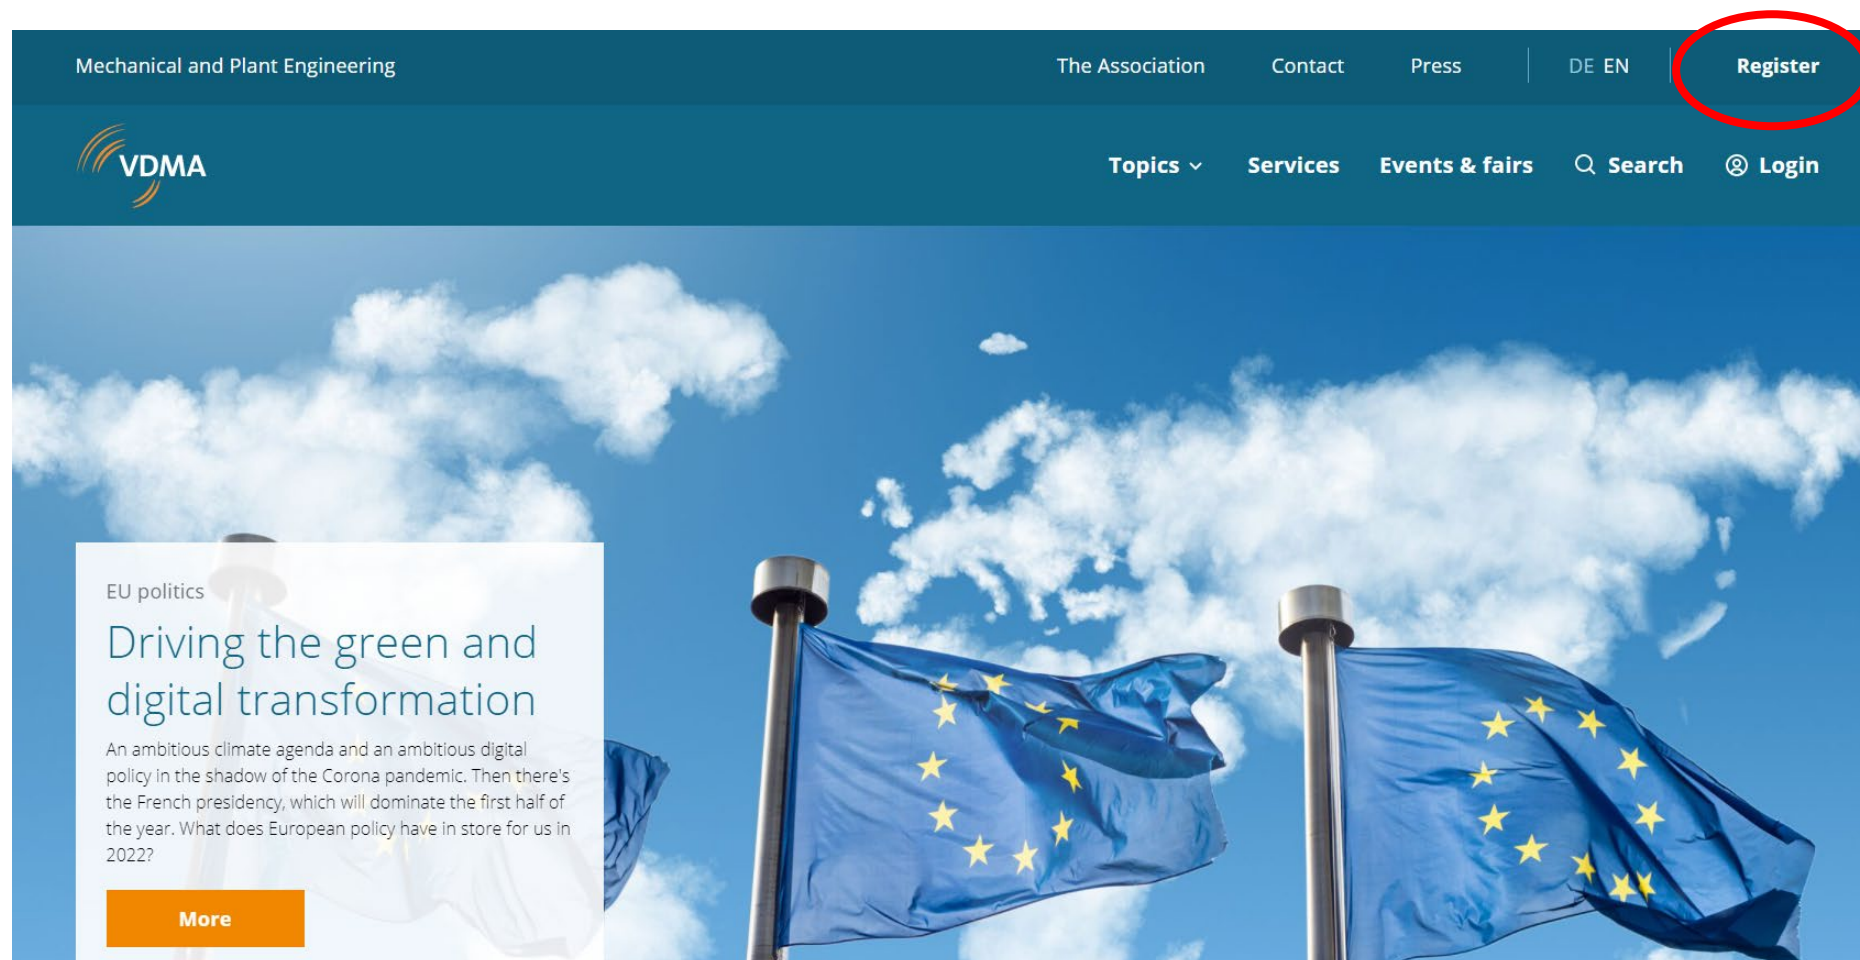 Mechanical and Plant Engineering
The Association Contact Press DE EN Register
VDMA
Topics Services Events & fairs Search Login
EU politics
Driving the green and
digital transformation
An ambitious climate agenda and an ambitious digital
policy in the shadow of the Corona pandemic. Then there's
the French presidency, which will dominate the first half of
the year. What does European policy have in store for us in
2022?
More